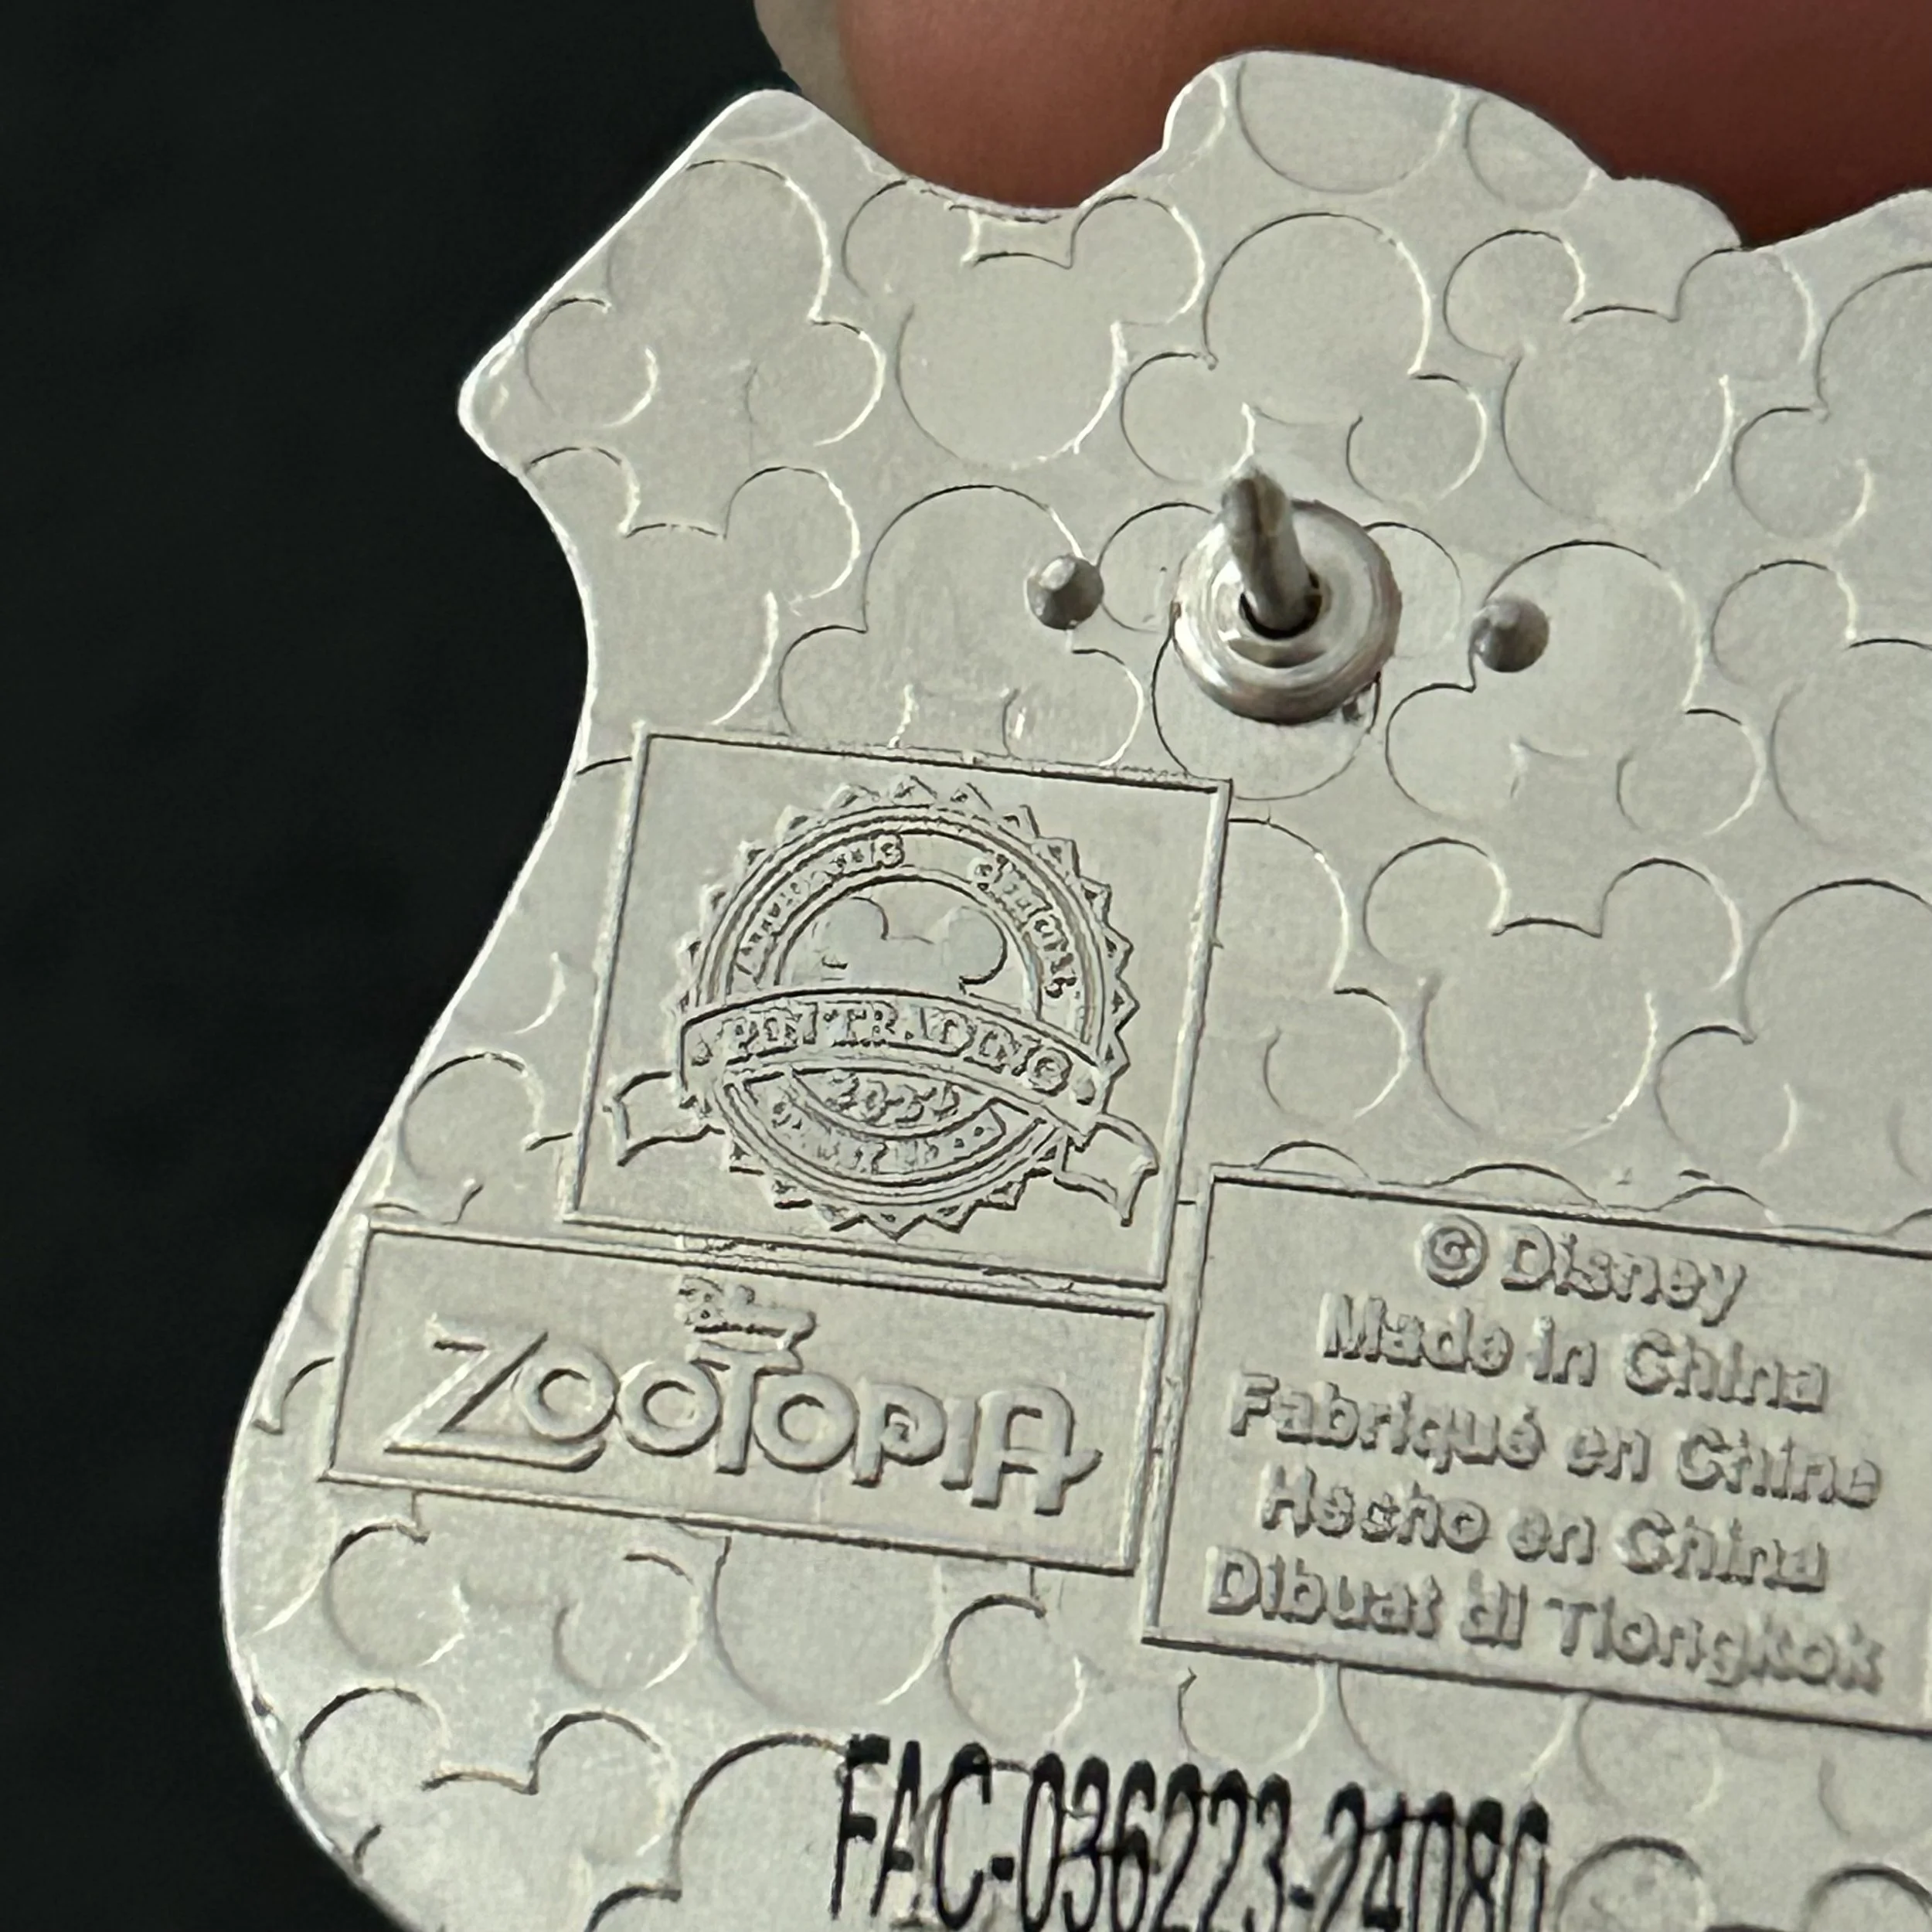 PIN TRADING
Disney
ZOOTOPIA
© Disney
Made in China
Fabriqué en Chine
Hecho en China
Dibuat di Tiongkok
FAC-036223-24080